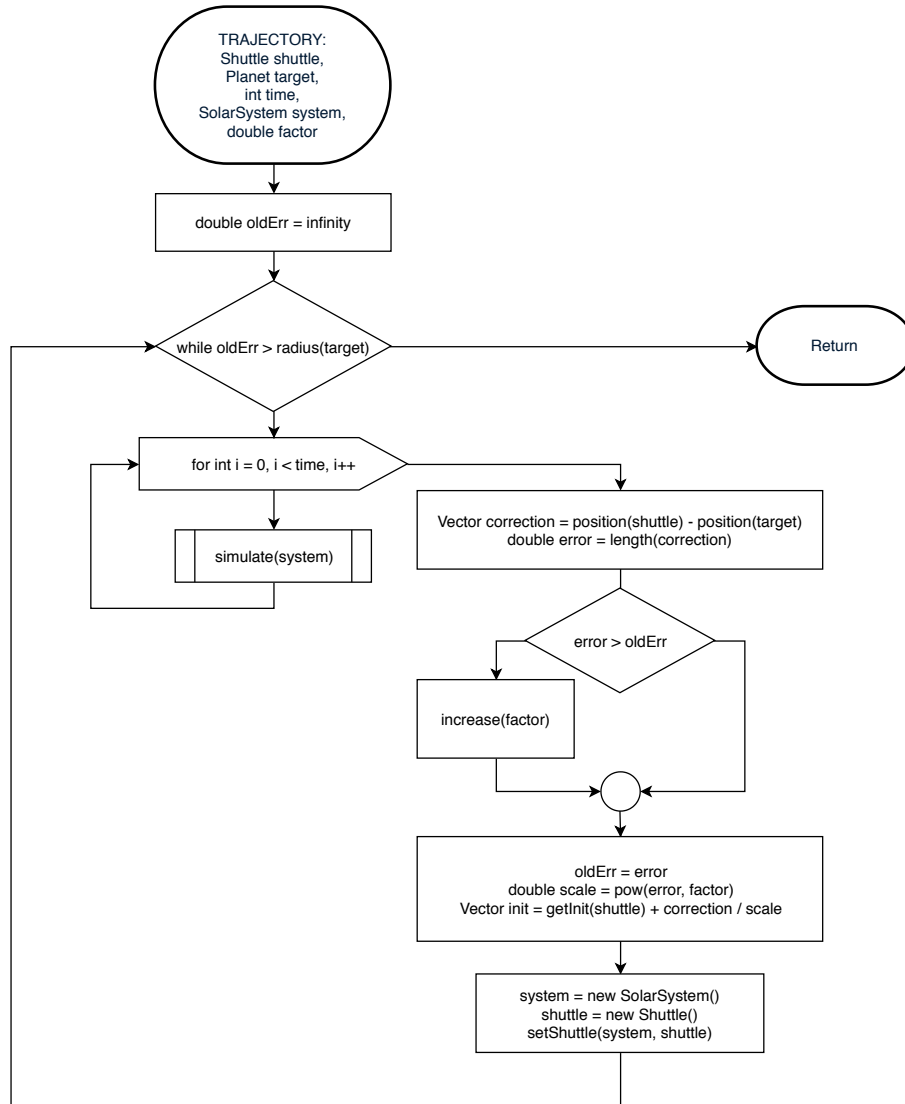 TRAJECTORY:
Shuttle shuttle,
Planet target,
int time,
SolarSystem system,
double factor
double oldErr = infinity
while oldErr > radius(target)
Return
for int i = 0, i < time, i++
simulate(system)
Vector correction = position(shuttle) - position(target)
double error = length(correction)
error > oldErr
increase(factor)
oldErr = error
double scale = pow(error, factor)
Vector init = getInit(shuttle) + correction / scale
system = new SolarSystem()
shuttle = new Shuttle()
setShuttle(system, shuttle)